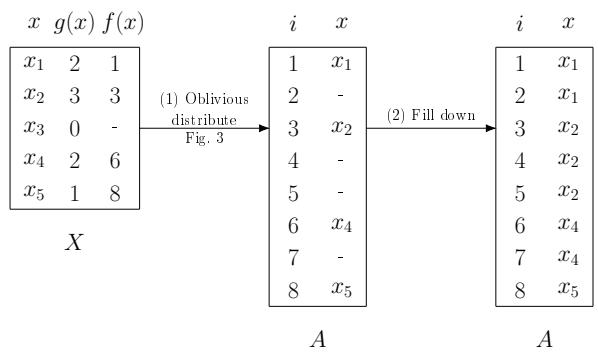 x g(x) f(x)
x₁ 2 1
x₂ 3 3
x₃ 0 -
x₄ 2 6
x₅ 1 8
X
(1) Oblivious
distribute
Fig. 3
i x
1 x₁
2 -
3 x₂
4 -
5 -
6 x₄
7 -
8 x₅
A
(2) Fill down
i x
1 x₁
2 x₁
3 x₂
4 x₂
5 x₂
6 x₄
7 x₄
8 x₅
A